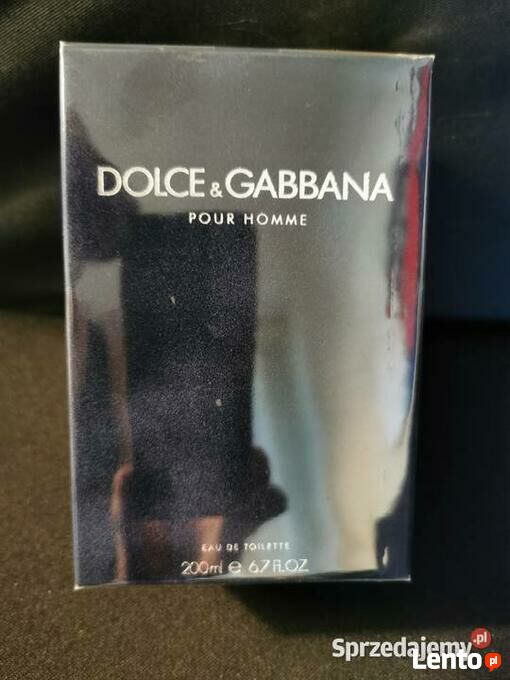 DOLCE & GABBANA
POUR HOMME
EAU DE TOILETTE
200ml e 6.7 FL.OZ
Sprzedajemy.pl
Lento.pl